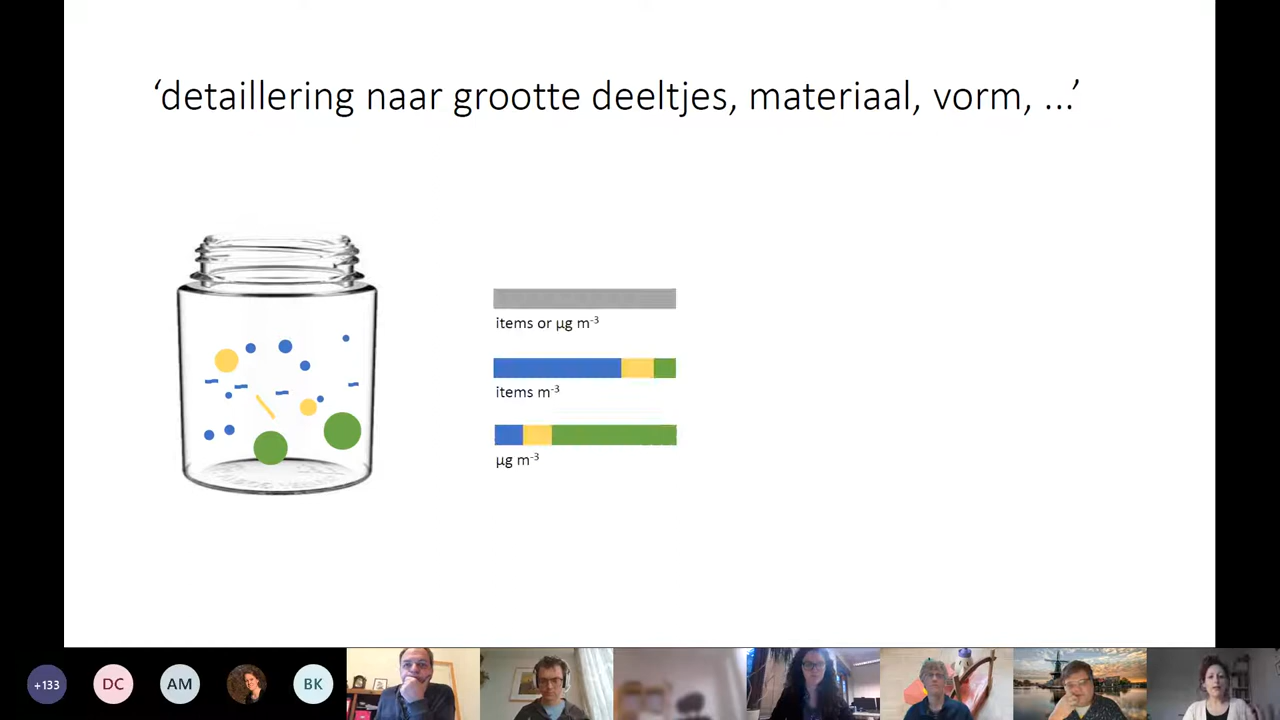 ‘detaillering naar grootte deeltjes, materiaal, vorm, ...’
items or µg m-3
items m-3
µg m-3
+133
DC
AM
BK